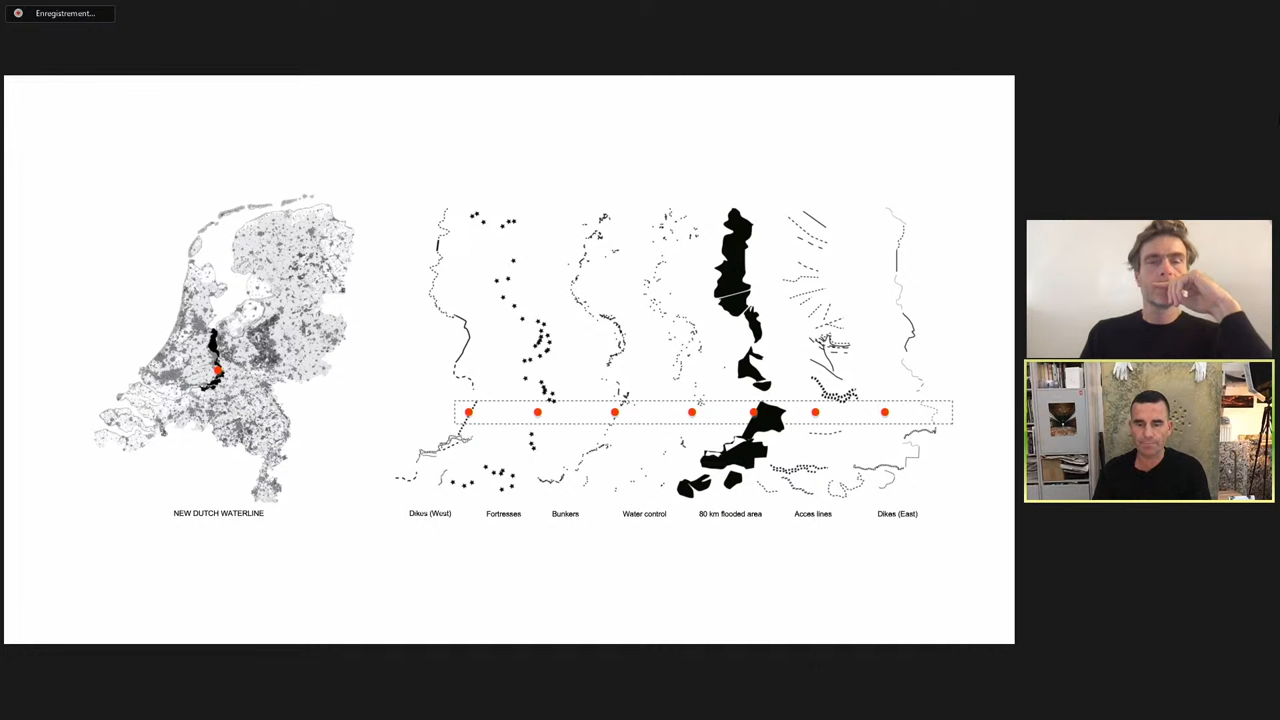 Enregistrement...
NEW DUTCH WATERLINE
Dikes (West)
Fortresses
Bunkers
Water control
80 km flooded area
Acces lines
Dikes (East)